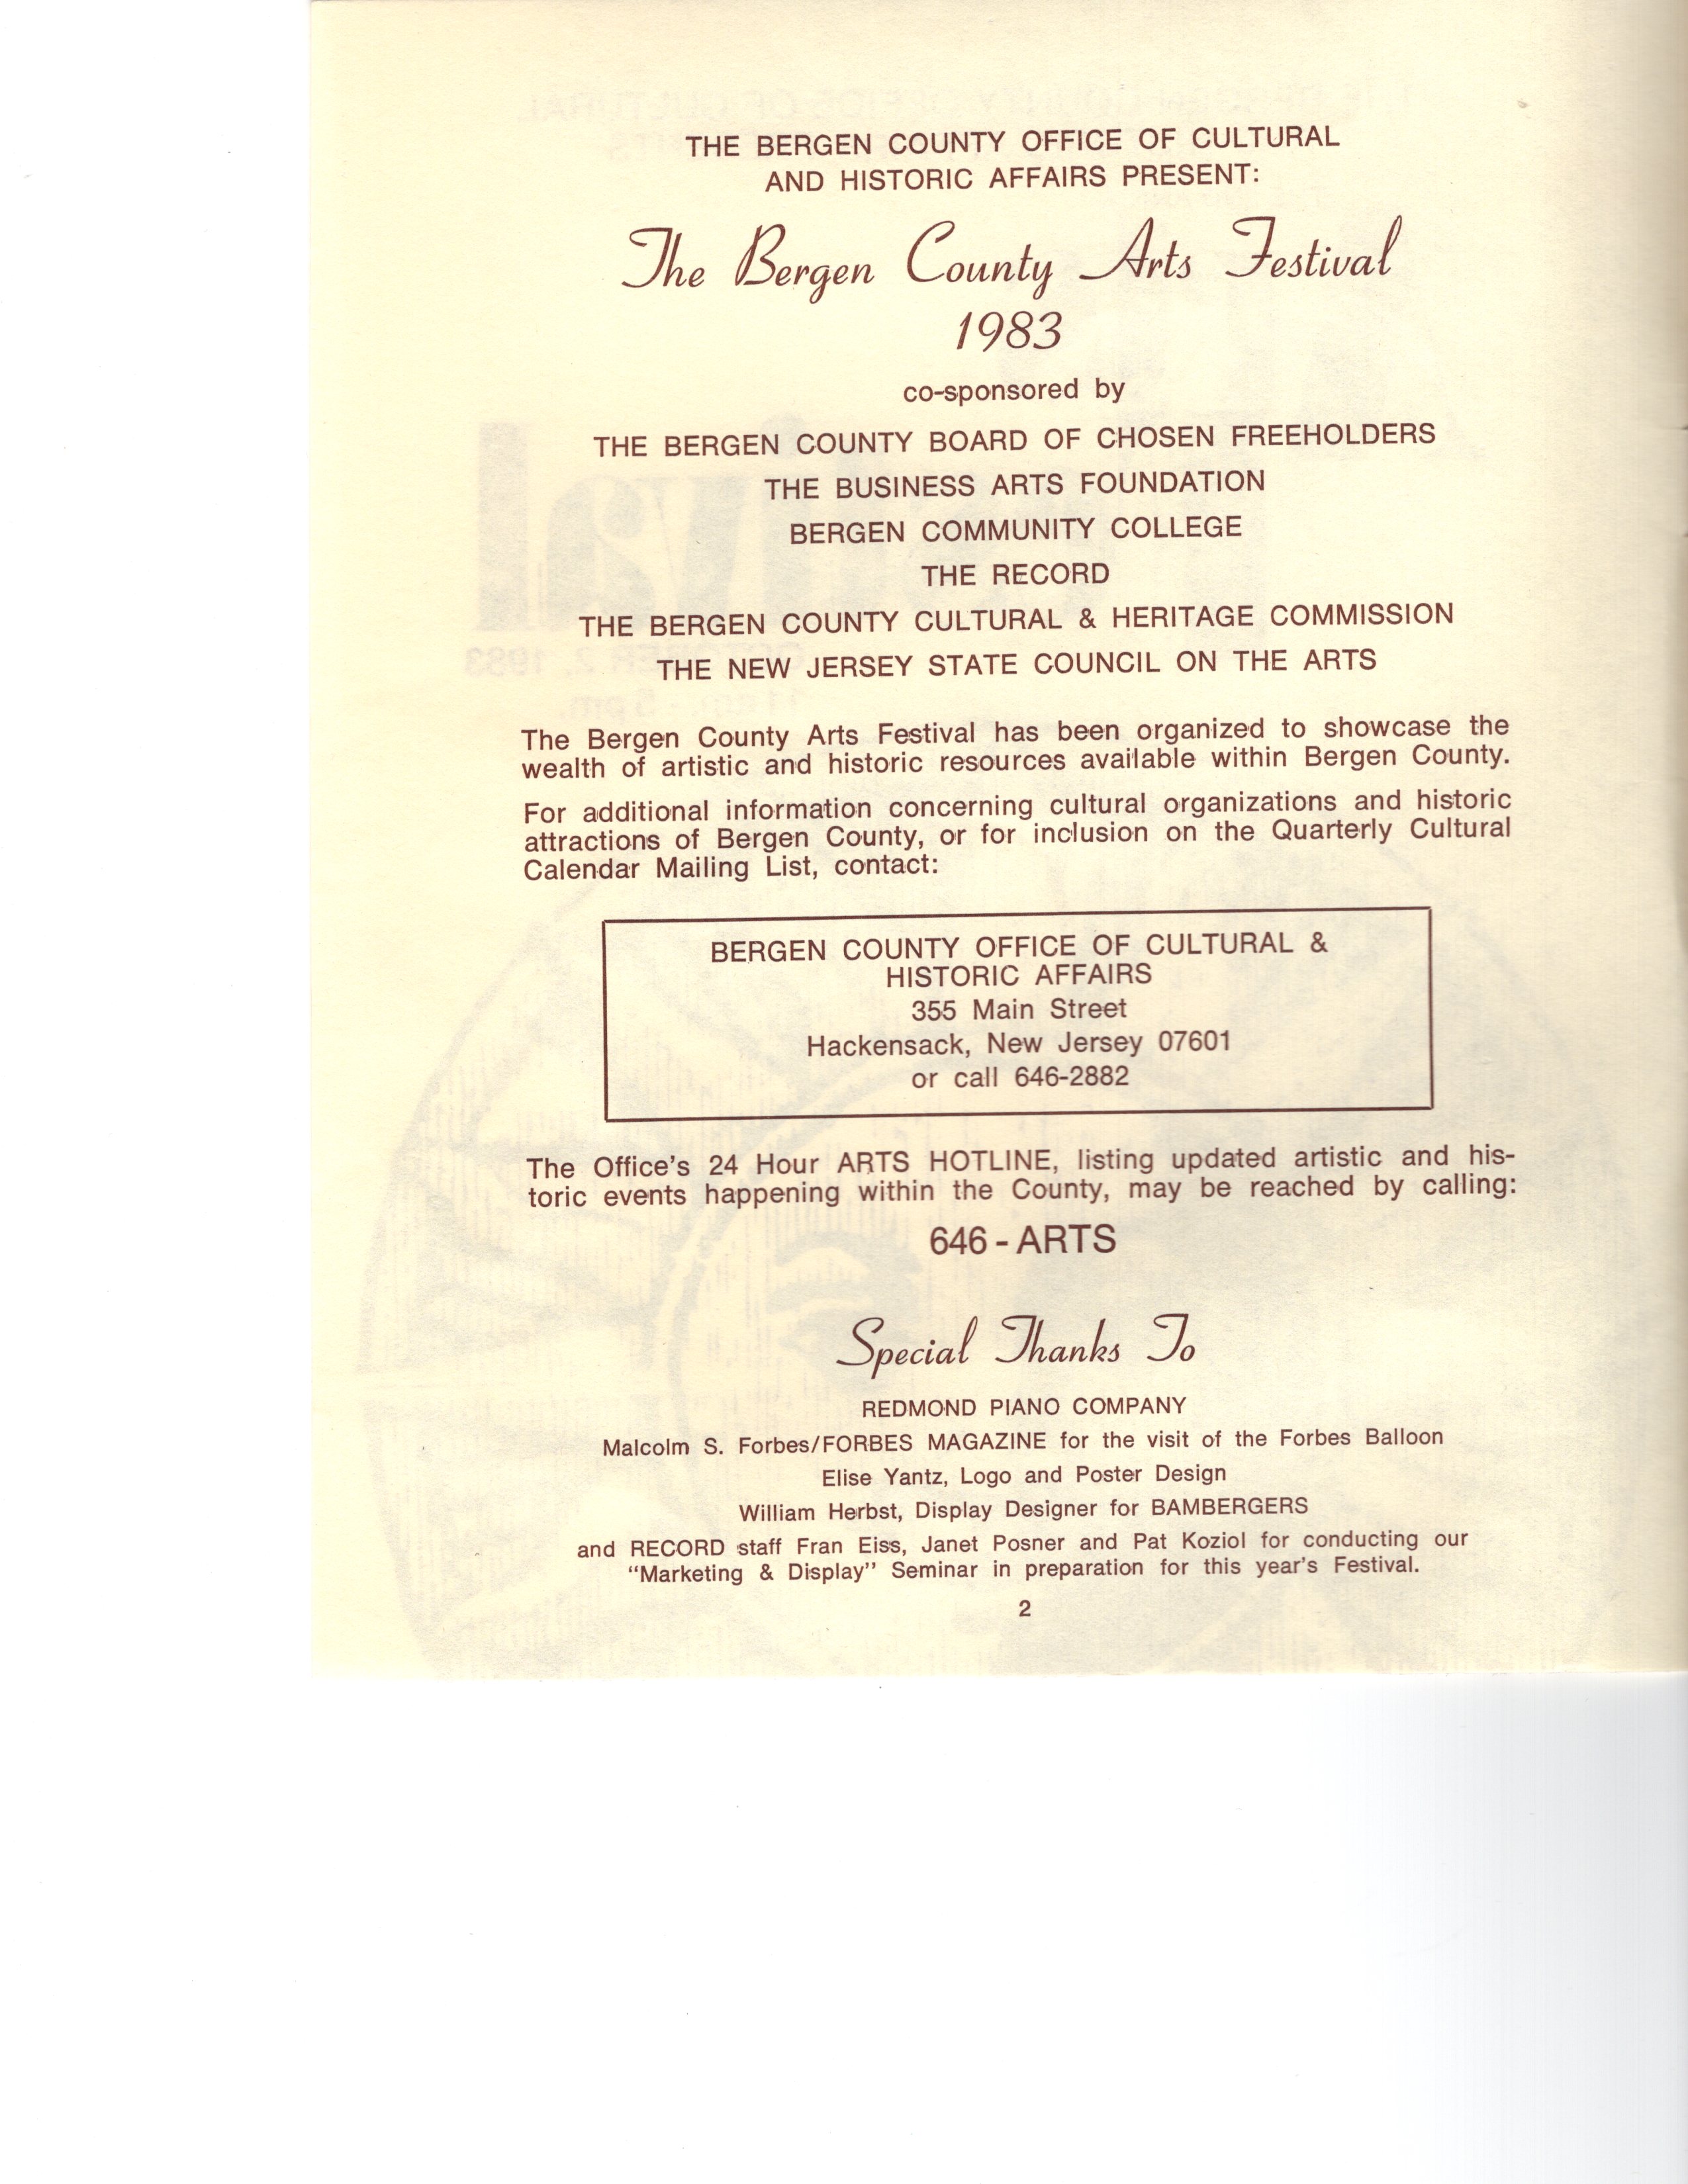 THE BERGEN COUNTY OFFICE OF CULTURAL
AND HISTORIC AFFAIRS PRESENT:
The Bergen County Arts Festival
1983
co-sponsored by
THE BERGEN COUNTY BOARD OF CHOSEN FREEHOLDERS
THE BUSINESS ARTS FOUNDATION
BERGEN COMMUNITY COLLEGE
THE RECORD
THE BERGEN COUNTY CULTURAL & HERITAGE COMMISSION
THE NEW JERSEY STATE COUNCIL ON THE ARTS
The Bergen County Arts Festival has been organized to showcase the
wealth of artistic and historic resources available within Bergen County.
For additional information concerning cultural organizations and historic
attractions of Bergen County, or for inclusion on the Quarterly Cultural
Calendar Mailing List, contact:
BERGEN COUNTY OFFICE OF CULTURAL &
HISTORIC AFFAIRS
355 Main Street
Hackensack, New Jersey 07601
or call 646-2882
The Office's 24 Hour ARTS HOTLINE, listing updated artistic and his-
toric events happening within the County, may be reached by calling:
646 - ARTS
Special Thanks To
REDMOND PIANO COMPANY
Malcolm S. Forbes/FORBES MAGAZINE for the visit of the Forbes Balloon
Elise Yantz, Logo and Poster Design
William Herbst, Display Designer for BAMBERGERS
and RECORD staff Fran Eiss, Janet Posner and Pat Koziol for conducting our
"Marketing & Display" Seminar in preparation for this year's Festival.
2